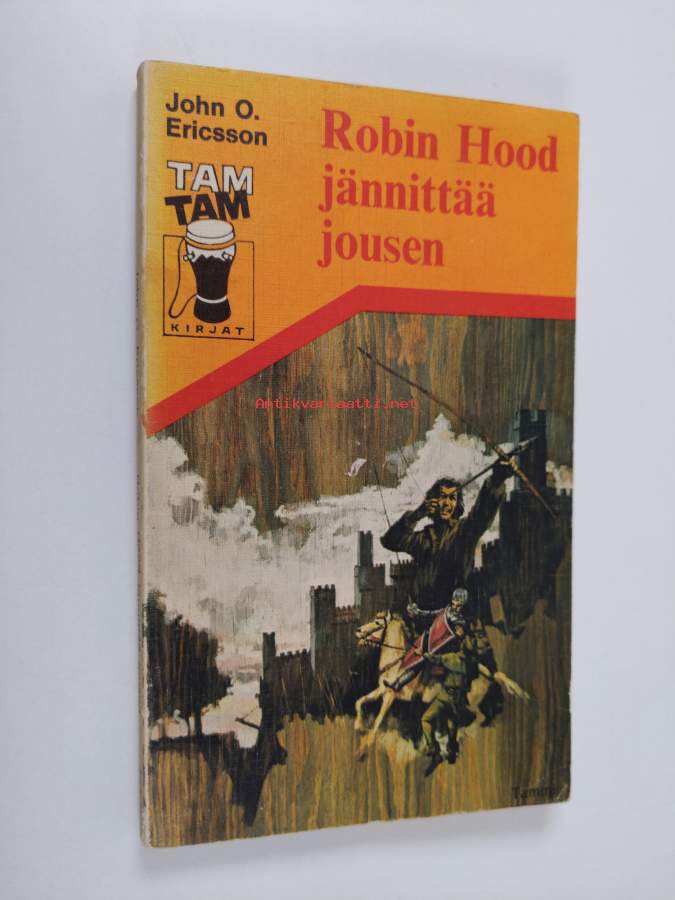 John O.
Ericsson
TAM
TAM
KIRJAT
Robin Hood
jännittää
jousen
Antikvariaatti.net
Tammi